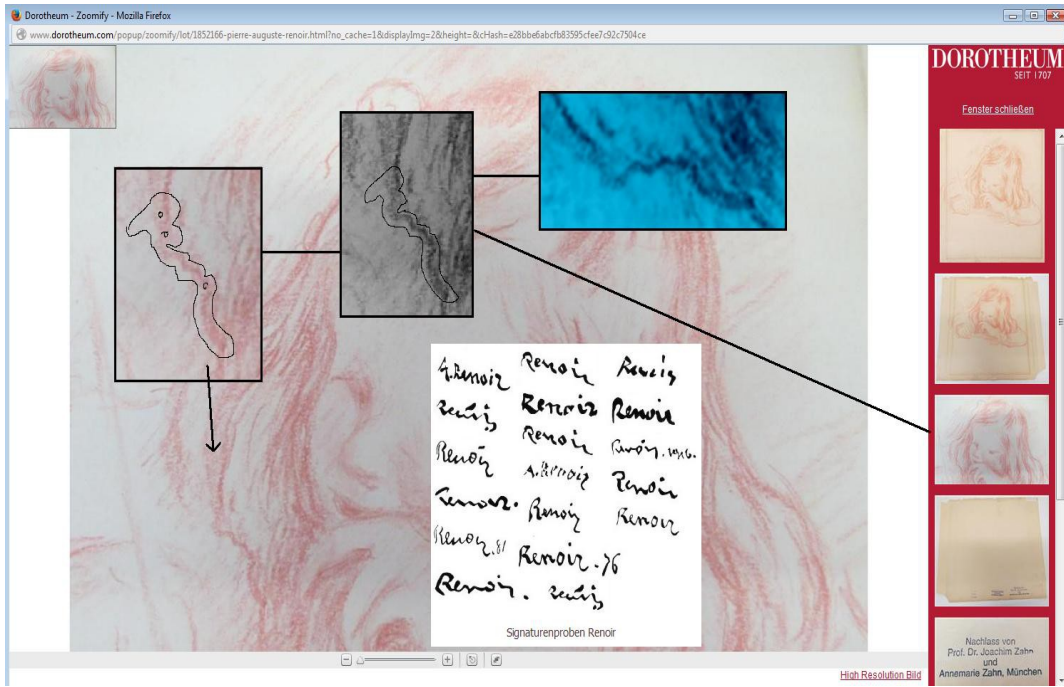 Dorotheum - Zoomify - Mozilla Firefox
www.dorotheum.com/popup/zoomify/lot/1852166-pierre-auguste-renoir.html?no_cache=1&displayImg=2&height=&cHash=e28bbe6abcfb83595cfee7c92c7504ce
DOROTHEUM
SEIT 1707
Fenster schließen
A.Renoir Renoir Renoir
Renoir Renoir Renoir
Renoir Renoir Renoir.
A.Renoir Renoir
Renoir. Renoir Renoir
Renoir.81 Renoir.76
Renoir. Renoir
Signaturenproben Renoir
High Resolution Bild
Nachlass von
Prof. Dr. Joachim Zahn
und
Annemarie Zahn, München